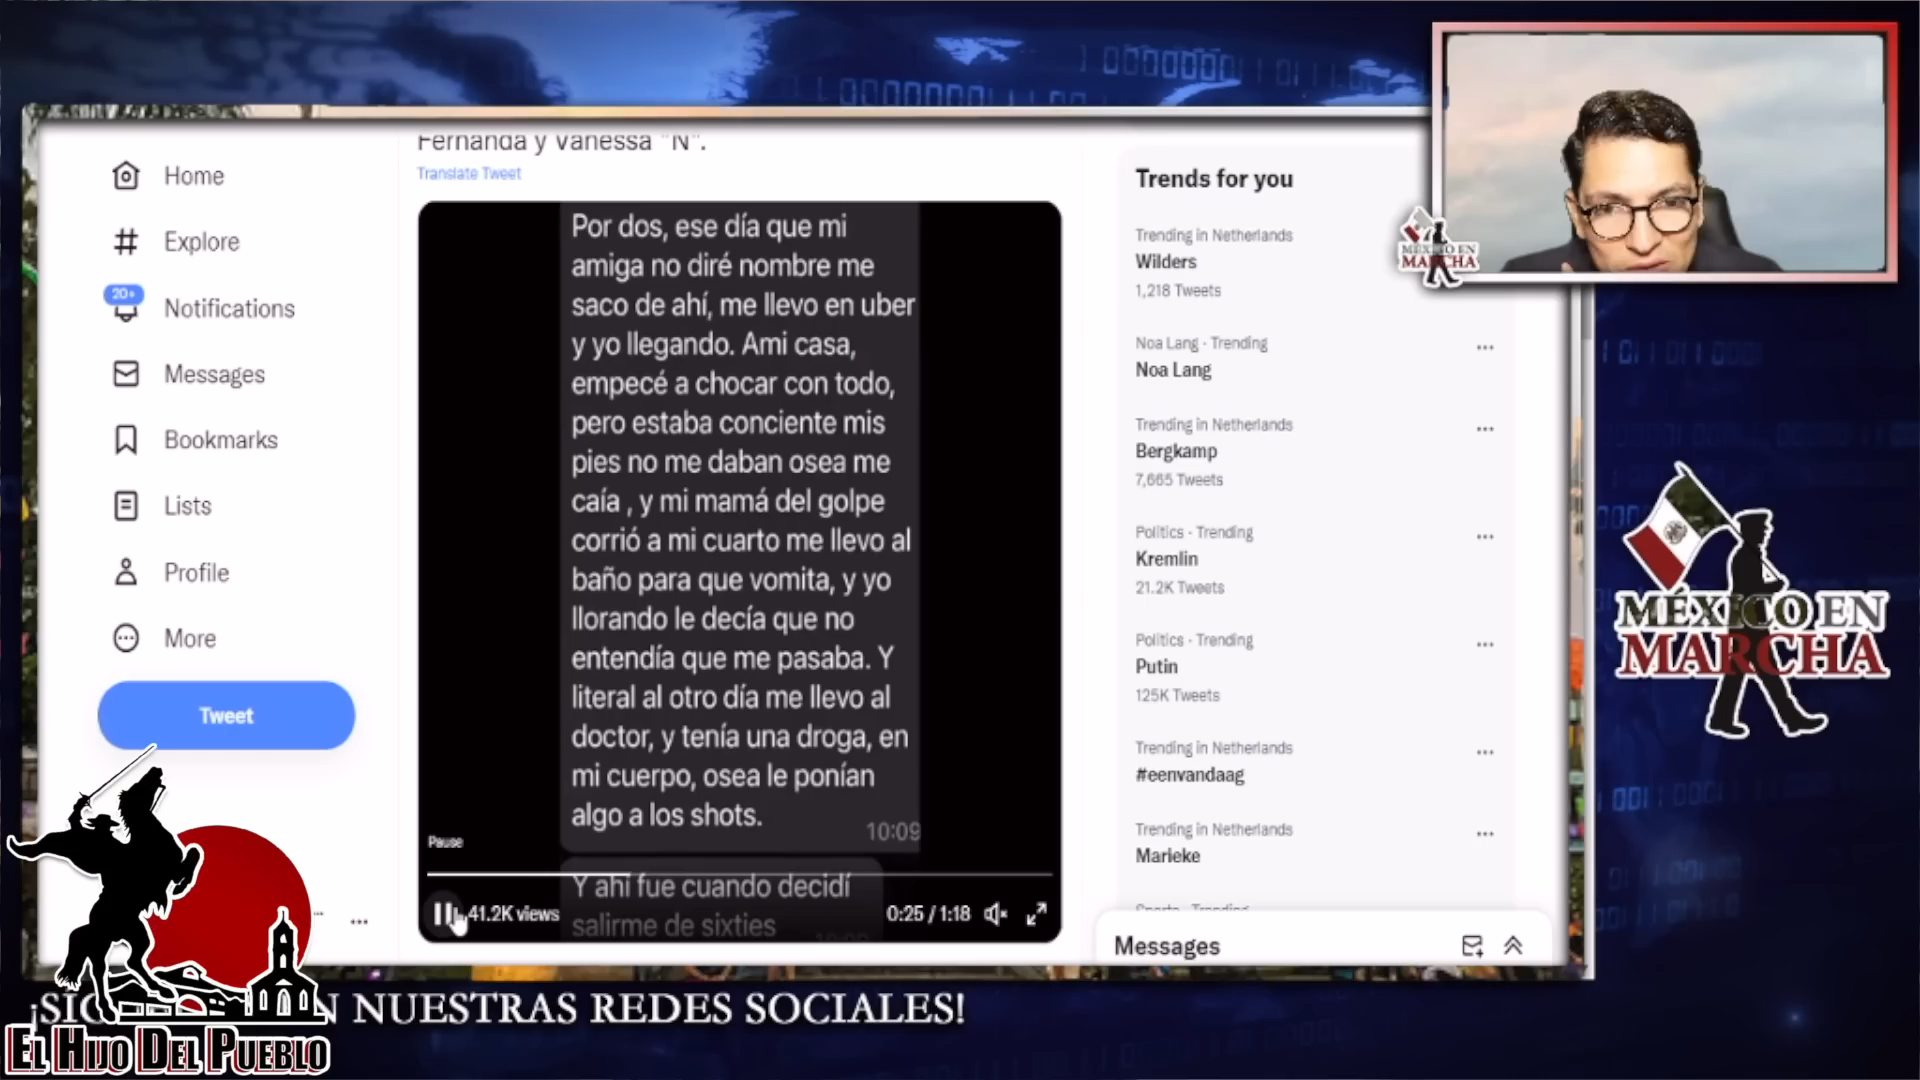 Home
Explore
20+
Notifications
Messages
Bookmarks
Lists
Profile
More
Tweet
Fernanda y Vanessa "N".
Translate Tweet
Por dos, ese día que mi
amiga no diré nombre me
saco de ahí, me llevo en uber
y yo llegando. Ami casa,
empecé a chocar con todo,
pero estaba conciente mis
pies no me daban osea me
caía , y mi mamá del golpe
corrió a mi cuarto me llevo al
baño para que vomita, y yo
llorando le decía que no
entendía que me pasaba. Y
literal al otro día me llevo al
doctor, y tenía una droga, en
mi cuerpo, osea le ponían
algo a los shots.
10:09
Y ahí fue cuando decidí
salirme de sixties
Pause
41.2K views
0:25 / 1:18
Trends for you
Trending in Netherlands
Wilders
1,218 Tweets
Noa Lang · Trending
Noa Lang
Trending in Netherlands
Bergkamp
7,665 Tweets
Politics · Trending
Kremlin
21.2K Tweets
Politics · Trending
Putin
125K Tweets
Trending in Netherlands
#eenvandaag
Trending in Netherlands
Marieke
Sports · Trending
Messages
MÉXICO EN
MARCHA
MÉXICO EN
MARCHA
N NUESTRAS REDES SOCIALES!
EL HIJO DEL PUEBLO